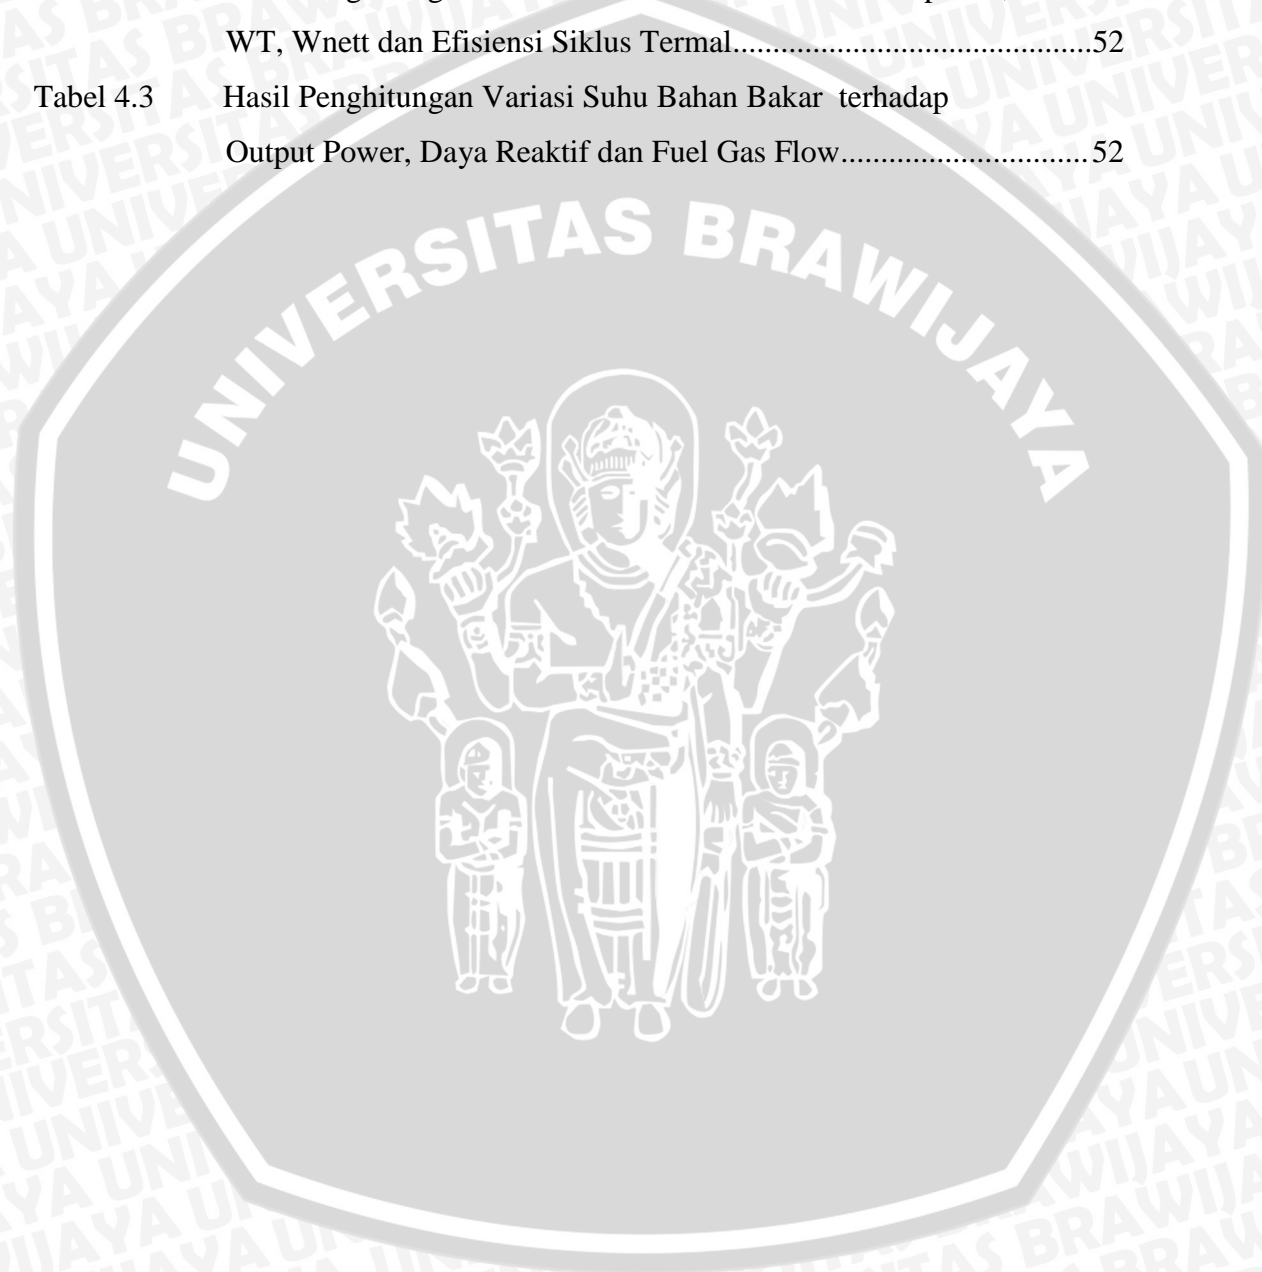 WT, Wnett dan Efisiensi Siklus Termal............................................52
Tabel 4.3 Hasil Penghitungan Variasi Suhu Bahan Bakar terhadap
Output Power, Daya Reaktif dan Fuel Gas Flow...............................52
UNIVERSITAS BRAWIJAYA